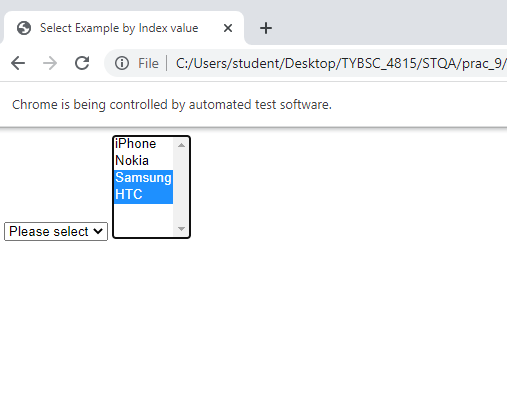 Select Example by Index value
File | C:/Users/student/Desktop/TYBSC_4815/STQA/prac_9/
Chrome is being controlled by automated test software.
iPhone
Nokia
Samsung
HTC
Please select